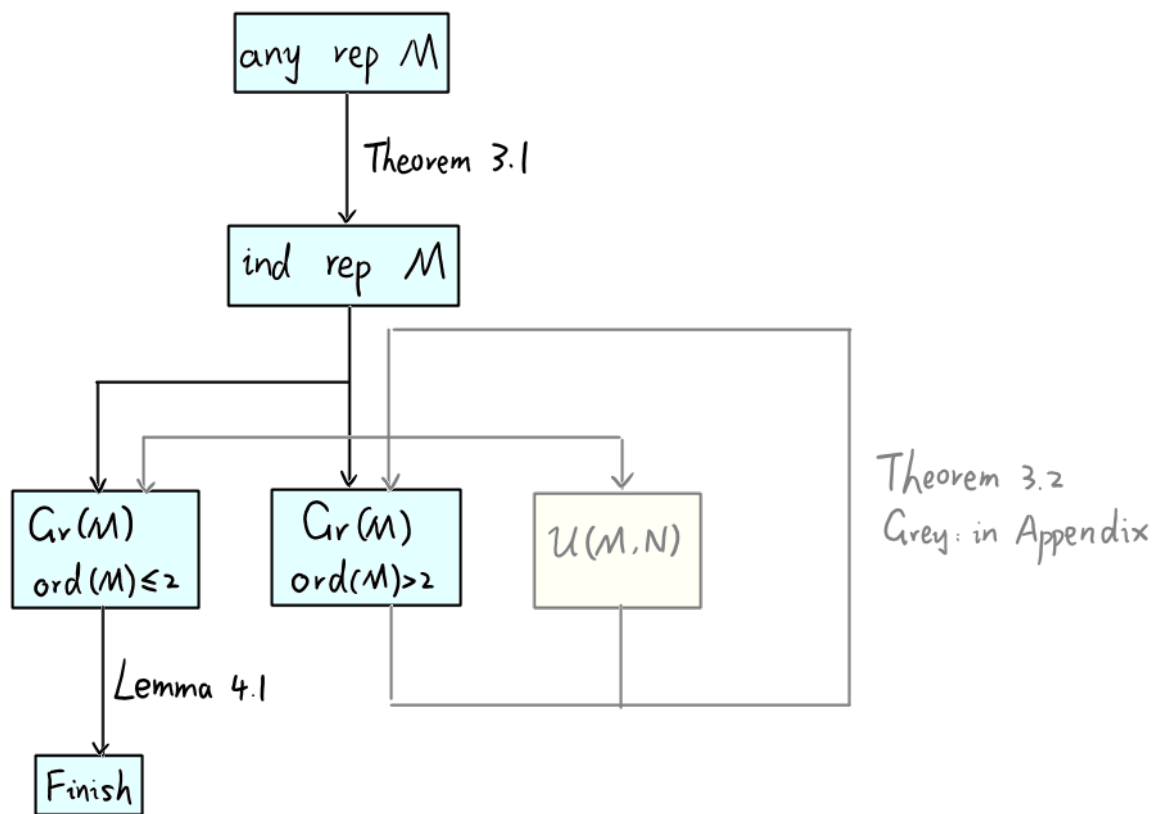 any rep M
Theorem 3.1
ind rep M
Theorem 3.2
Grey: in Appendix
Gr(M)
ord(M)≤2
Gr(M)
ord(M)>2
U(M,N)
Lemma 4.1
Finish